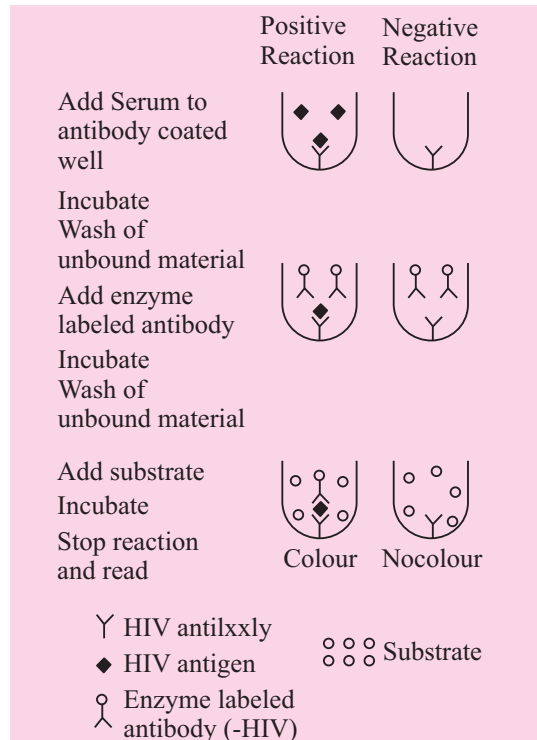 Positive Reaction
Negative Reaction
Add Serum to
antibody coated
well
Incubate
Wash of
unbound material
Add enzyme
labeled antibody
Incubate
Wash of
unbound material
Add substrate
Incubate
Stop reaction
and read
Colour
Nocolour
HIV antilxxly
HIV antigen
Enzyme labeled
antibody (-HIV)
Substrate